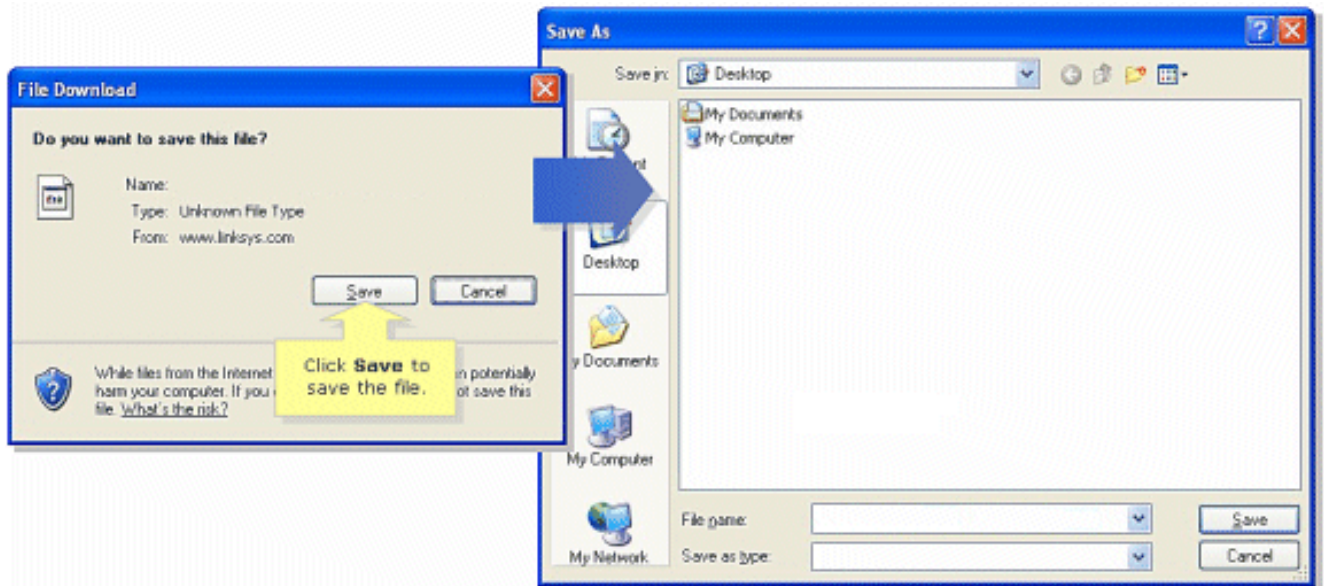 File Download
Do you want to save this file?
Name:
Type: Unknown File Type
From: www.linksys.com
Save
Cancel
Click Save to
save the file.
While files from the Internet
n potentially
harm your computer. If you
ot save this
file. What's the risk?
Save As
Save in: Desktop
My Documents
My Computer
nt
Desktop
y Documents
My Computer
My Network
File name:
Save
Save as type:
Cancel